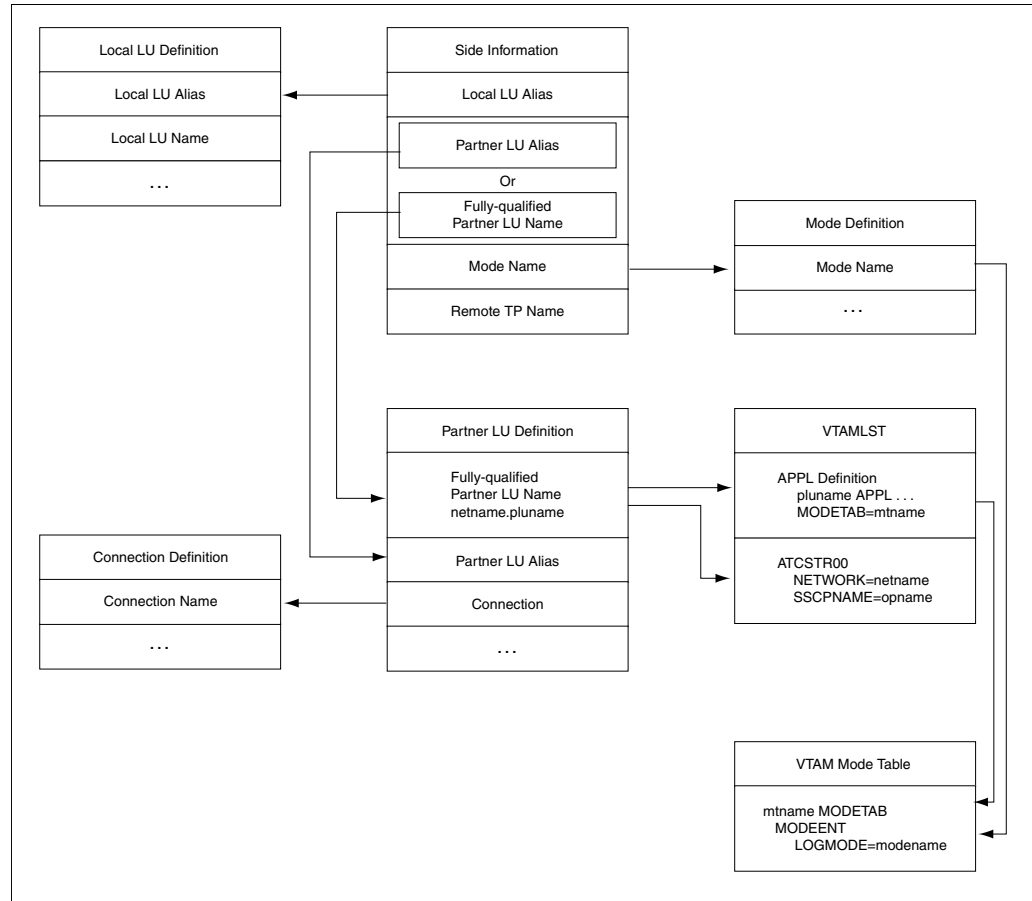 Local LU Definition
Local LU Alias
Local LU Name
. . .
Side Information
Local LU Alias
Partner LU Alias
Or
Fully-qualified
Partner LU Name
Mode Name
Remote TP Name
Mode Definition
Mode Name
. . .
Partner LU Definition
Fully-qualified
Partner LU Name
netname.pluname
Partner LU Alias
Connection
. . .
VTAMLST
APPL Definition
pluname APPL . . .
MODETAB=mtname
ATCSTR00
NETWORK=netname
SSCPNAME=opname
Connection Definition
Connection Name
. . .
VTAM Mode Table
mtname MODETAB
MODEENT
LOGMODE=modename